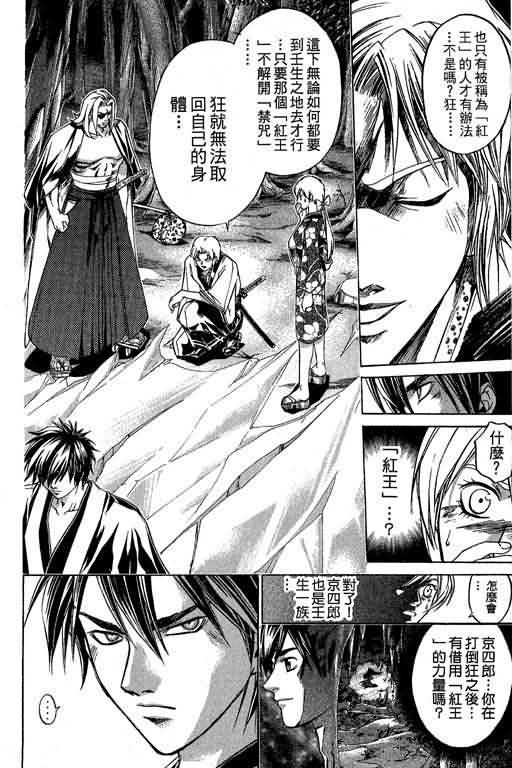 也只有被稱為「紅
王」的人才有辦法
…不是嗎？狂…
這下無論如何都要
到壬生之地去才行
…只要那個「紅王
」不解開「禁咒」
………
狂就無法取
回自己的身
體…
什麼？
「紅王」…？
怎麼會
…
京四郎…你在
打倒狂之後…
有借用「紅王
」的力量嗎？
對了！
京四郎
也是壬
生一族
…
…